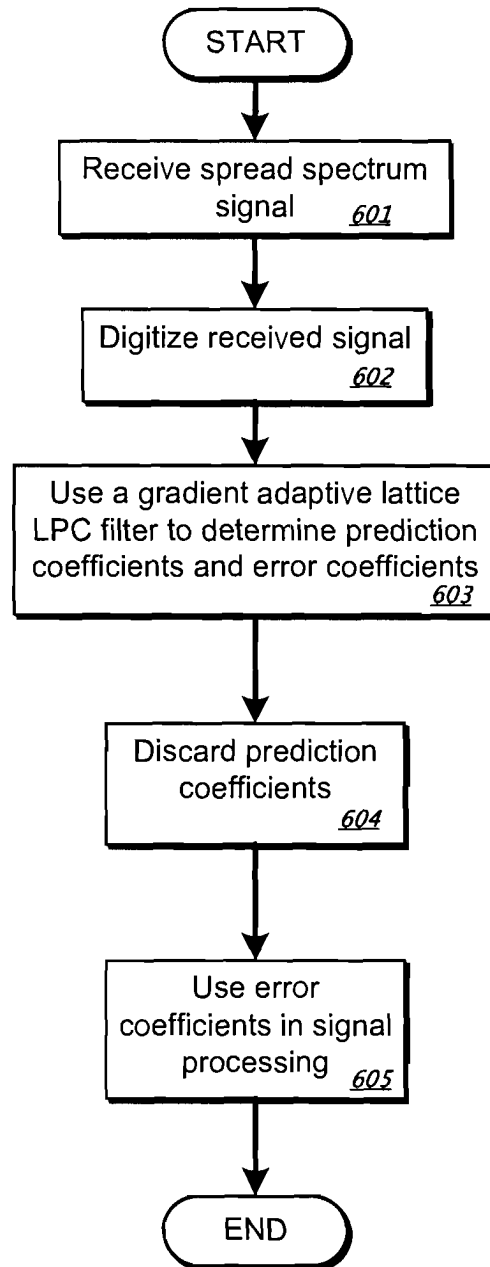 START
Receive spread spectrum
signal 601
Digitize received signal
602
Use a gradient adaptive lattice
LPC filter to determine prediction
coefficients and error coefficients
603
Discard prediction
coefficients
604
Use error
coefficients in signal
processing
605
END